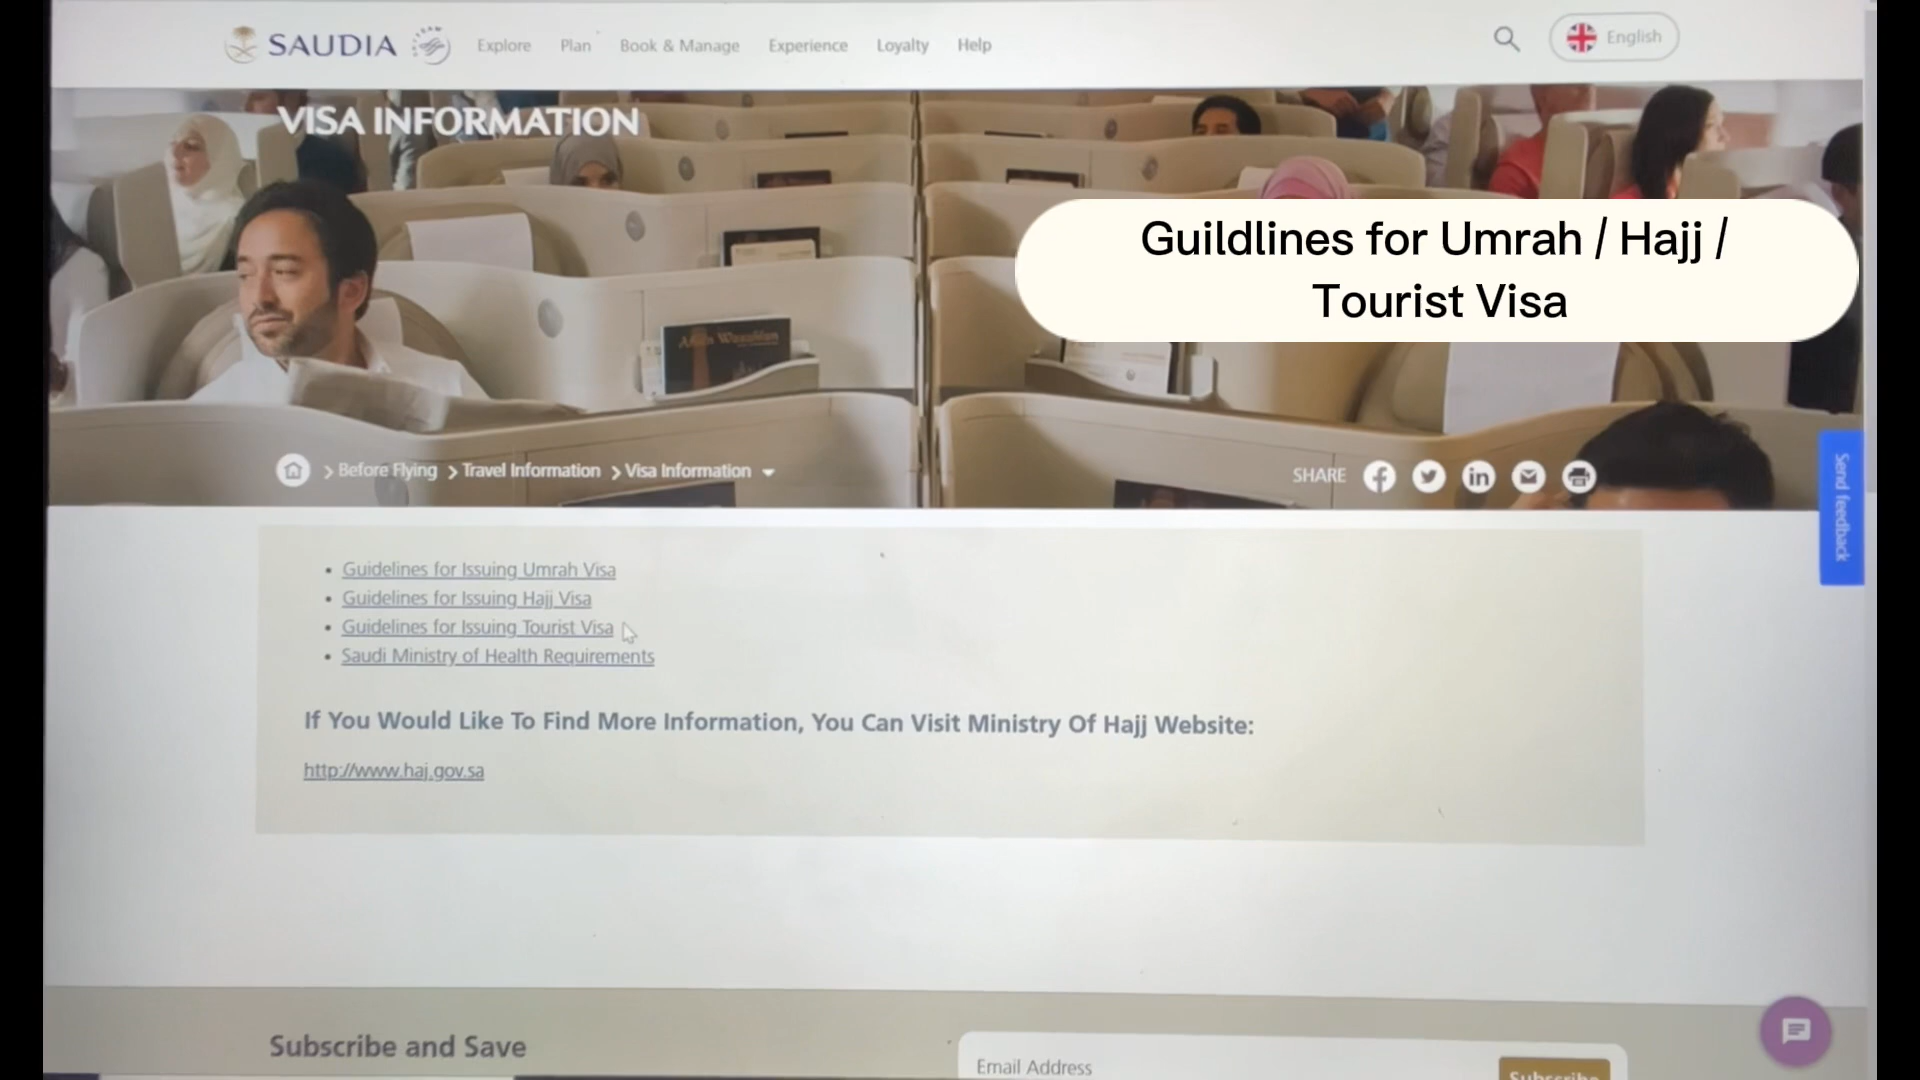 SAUDIA
Explore Plan Book & Manage Experience Loyalty Help
English
VISA INFORMATION
Guildlines for Umrah / Hajj /
Tourist Visa
Before Flying Travel Information Visa Information
SHARE
Send feedback
Guidelines for Issuing Umrah Visa
Guidelines for Issuing Hajj Visa
Guidelines for Issuing Tourist Visa
Saudi Ministry of Health Requirements
If You Would Like To Find More Information, You Can Visit Ministry Of Hajj Website:
http://www.haj.gov.sa
Subscribe and Save
Email Address
Subscribe